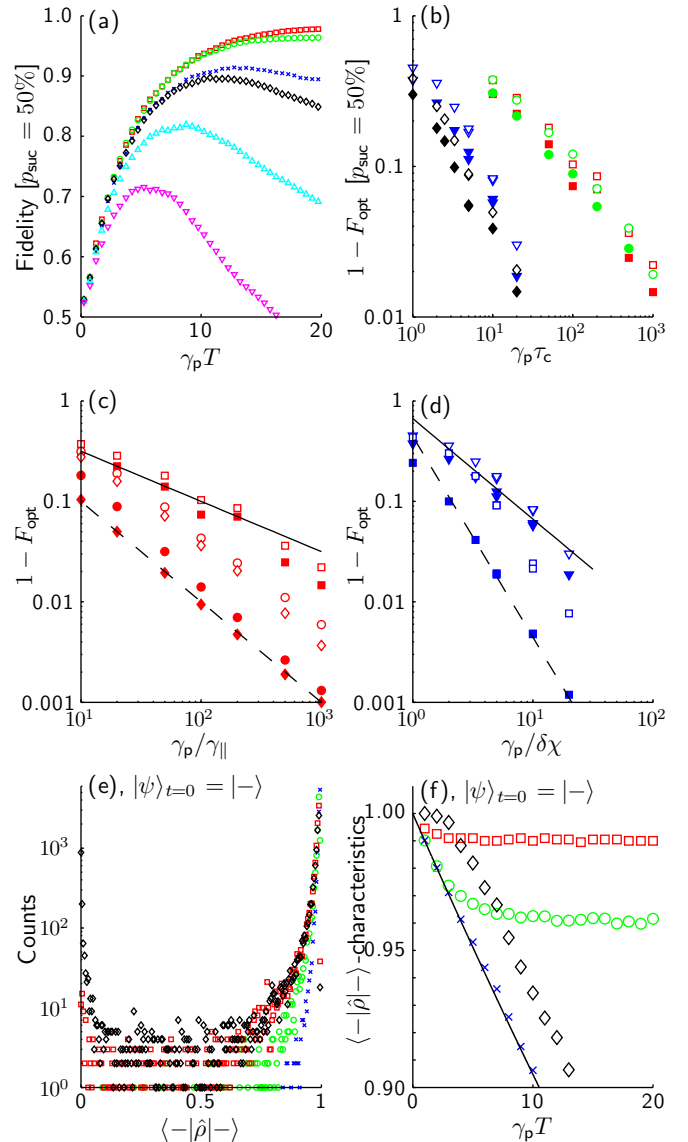 (a)
Fidelity [p_suc = 50%]
1.0
0.9
0.8
0.7
0.6
0.5
0
10
20
γ_p T
(b)
1 − F_opt [p_suc = 50%]
1
0.1
0.01
10^0
10^1
10^2
10^3
γ_p τ_c
(c)
1 − F_opt
1
0.1
0.01
0.001
10^1
10^2
10^3
γ_p/γ_∥
(d)
1 − F_opt
1
0.1
0.01
0.001
10^0
10^1
10^2
γ_p/δχ
(e), |ψ⟩_{t=0} = |−⟩
Counts
10^3
10^2
10^1
10^0
0
0.5
1
⟨−|ρ̂|−⟩
(f), |ψ⟩_{t=0} = |−⟩
⟨−|ρ̂|−⟩-characteristics
1.00
0.95
0.90
0
10
20
γ_p T